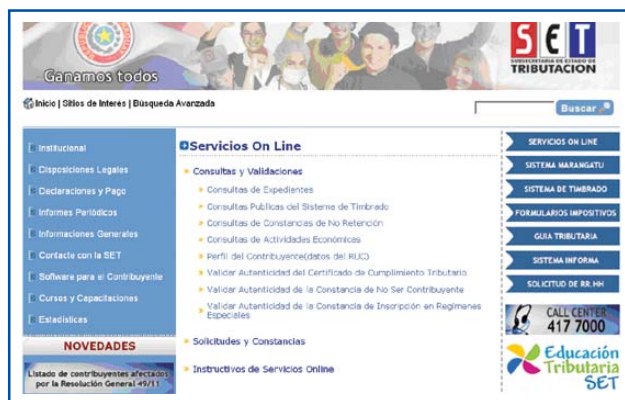 Ganamos todos
SET
SUBSECRETARIA DE ESTADO DE
TRIBUTACION
Inicio | Sitios de Interés | Búsqueda Avanzada
Buscar
Institucional
Disposiciones Legales
Declaraciones y Pago
Informes Periódicos
Informaciones Generales
Contacte con la SET
Software para el Contribuyente
Cursos y Capacitaciones
Estadísticas
NOVEDADES
Listado de contribuyentes afectados
por la Resolución General 49/11
Servicios On Line
Consultas y Validaciones
Consultas de Expedientes
Consultas Publicas del Sistema de Timbrado
Consultas de Constancias de No Retención
Consultas de Actividades Económicas
Perfil del Contribuyente(datos del RUC)
Validar Autenticidad del Certificado de Cumplimiento Tributario
Validar Autenticidad de la Constancia de No Ser Contribuyente
Validar Autenticidad de la Constancia de Inscripción en Regimenes
Especiales
Solicitudes y Constancias
Instructivos de Servicios Online
SERVICIOS ON LINE
SISTEMA MARANGATU
SISTEMA DE TIMBRADO
FORMULARIOS IMPOSITIVOS
GUIA TRIBUTARIA
SISTEMA INFORMA
SOLICITUD DE RR.HH
CALL CENTER
417 7000
Educación
Tributaria
SET